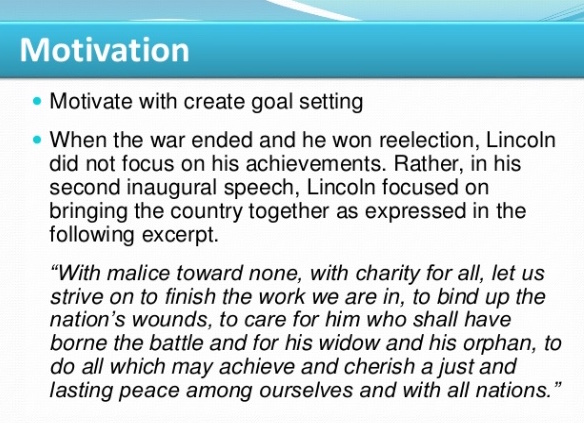 Motivation
• Motivate with create goal setting
• When the war ended and he won reelection, Lincoln
did not focus on his achievements. Rather, in his
second inaugural speech, Lincoln focused on
bringing the country together as expressed in the
following excerpt.
“With malice toward none, with charity for all, let us
strive on to finish the work we are in, to bind up the
nation’s wounds, to care for him who shall have
borne the battle and for his widow and his orphan, to
do all which may achieve and cherish a just and
lasting peace among ourselves and with all nations.”